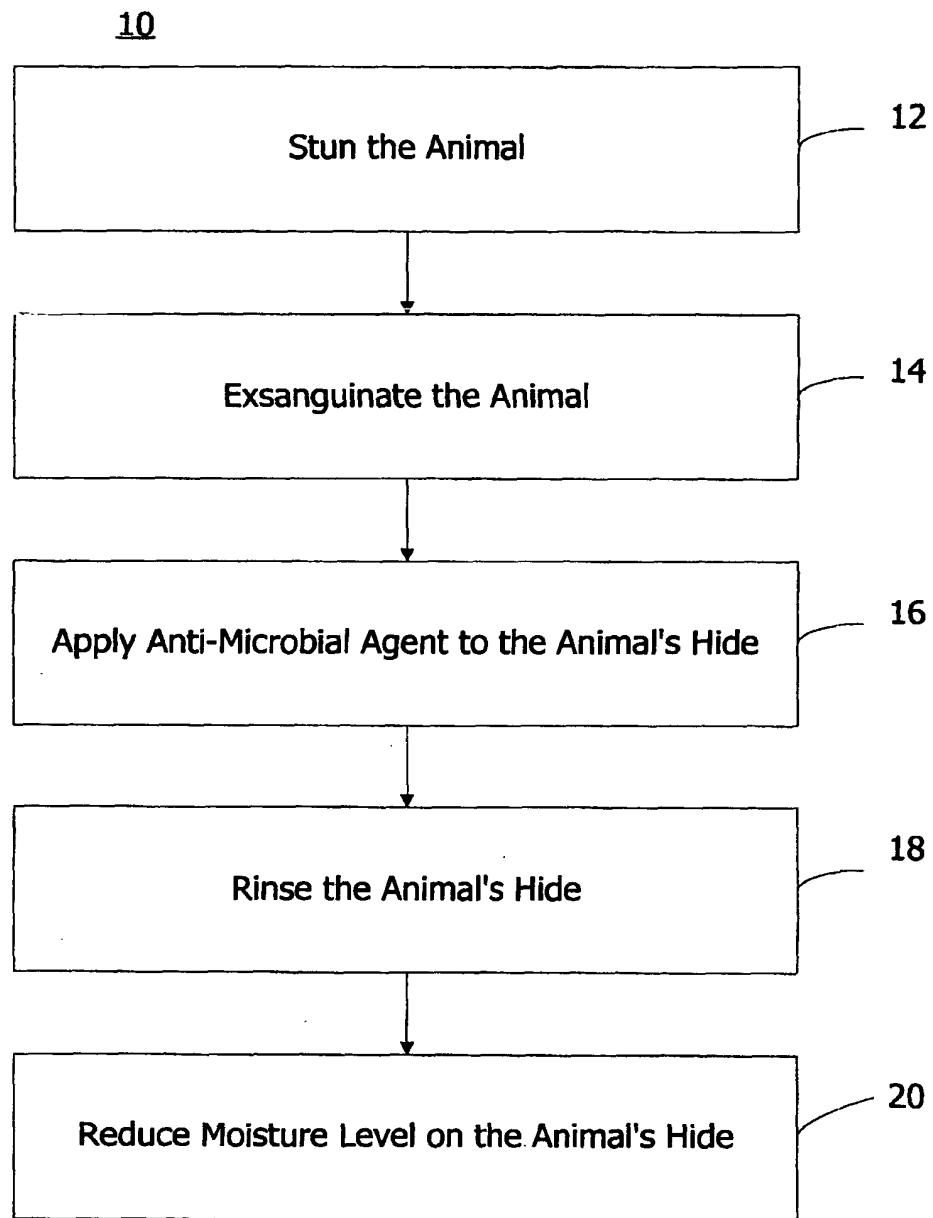 10
Stun the Animal
12
Exsanguinate the Animal
14
Apply Anti-Microbial Agent to the Animal's Hide
16
Rinse the Animal's Hide
18
Reduce Moisture Level on the Animal's Hide
20